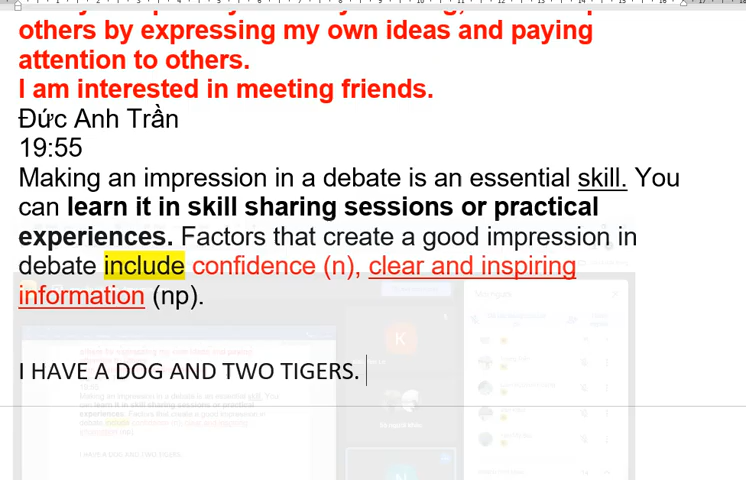 others by expressing my own ideas and paying
attention to others.
I am interested in meeting friends.
Đức Anh Trần
19:55
Making an impression in a debate is an essential skill. You
can learn it in skill sharing sessions or practical
experiences. Factors that create a good impression in
debate include confidence (n), clear and inspiring
information (np).
I HAVE A DOG AND TWO TIGERS.